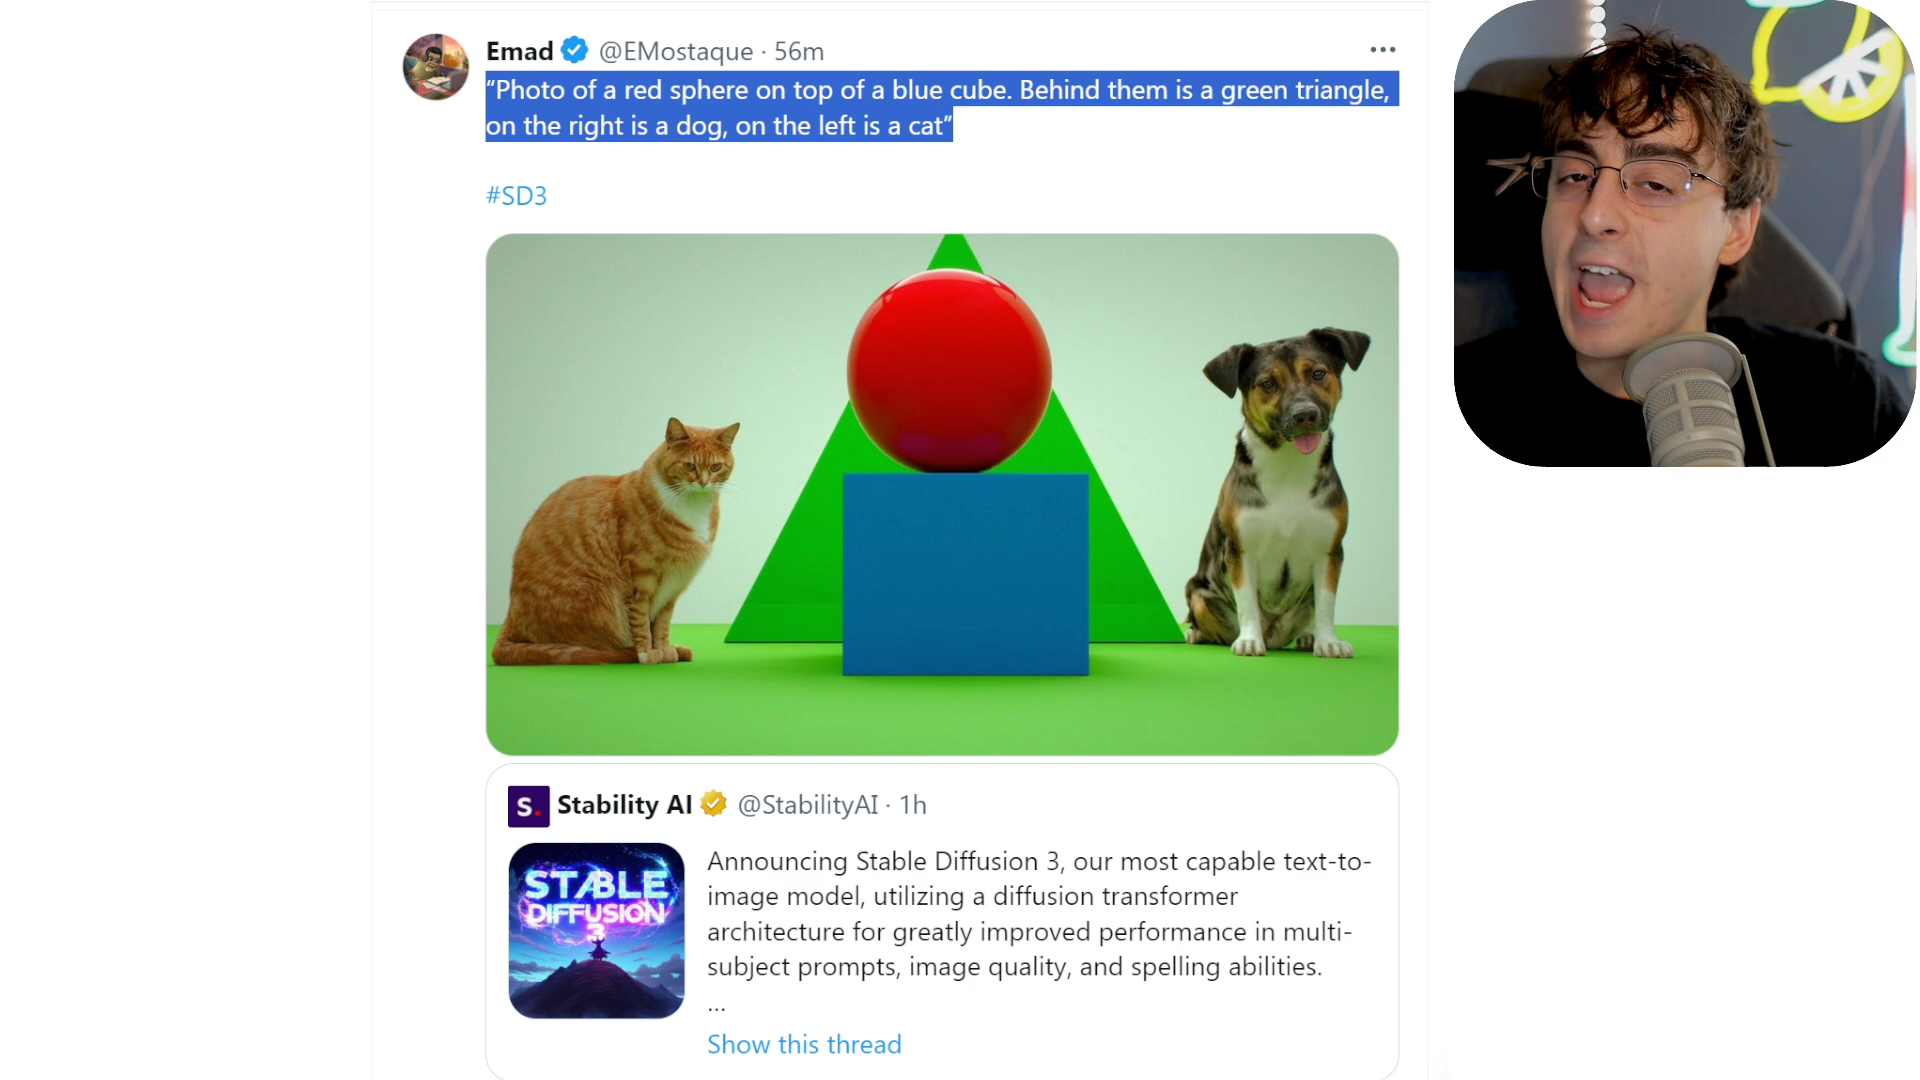 Emad @EMostaque · 56m
“Photo of a red sphere on top of a blue cube. Behind them is a green triangle,
on the right is a dog, on the left is a cat”
#SD3
S. Stability AI @StabilityAI · 1h
STABLE
DIFFUSION
3
Announcing Stable Diffusion 3, our most capable text-to-
image model, utilizing a diffusion transformer
architecture for greatly improved performance in multi-
subject prompts, image quality, and spelling abilities.
...
Show this thread